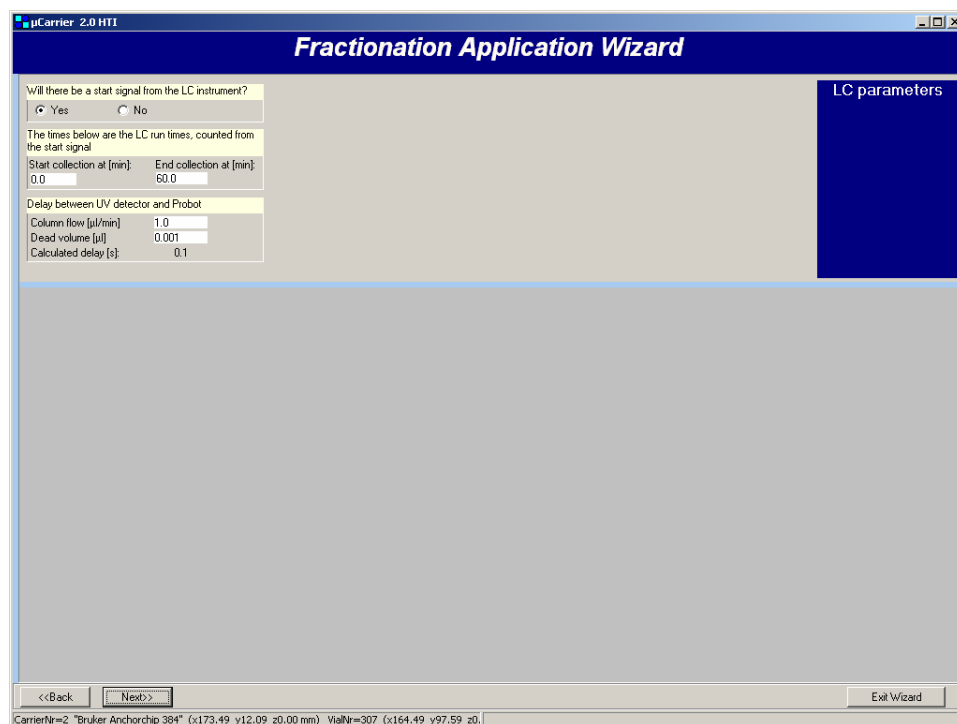 µCarrier 2.0 HTI
Fractionation Application Wizard
Will there be a start signal from the LC instrument?
Yes No
The times below are the LC run times, counted from
the start signal
Start collection at [min]: End collection at [min]:
0.0 60.0
Delay between UV detector and Probot
Column flow [µl/min] 1.0
Dead volume [µl] 0.001
Calculated delay [s]: 0.1
LC parameters
<<Back Next>> Exit Wizard
CarrierNr=2 "Bruker Anchorchip 384" (x173.49 y12.09 z0.00 mm) VialNr=307 (x164.49 y97.59 z0.